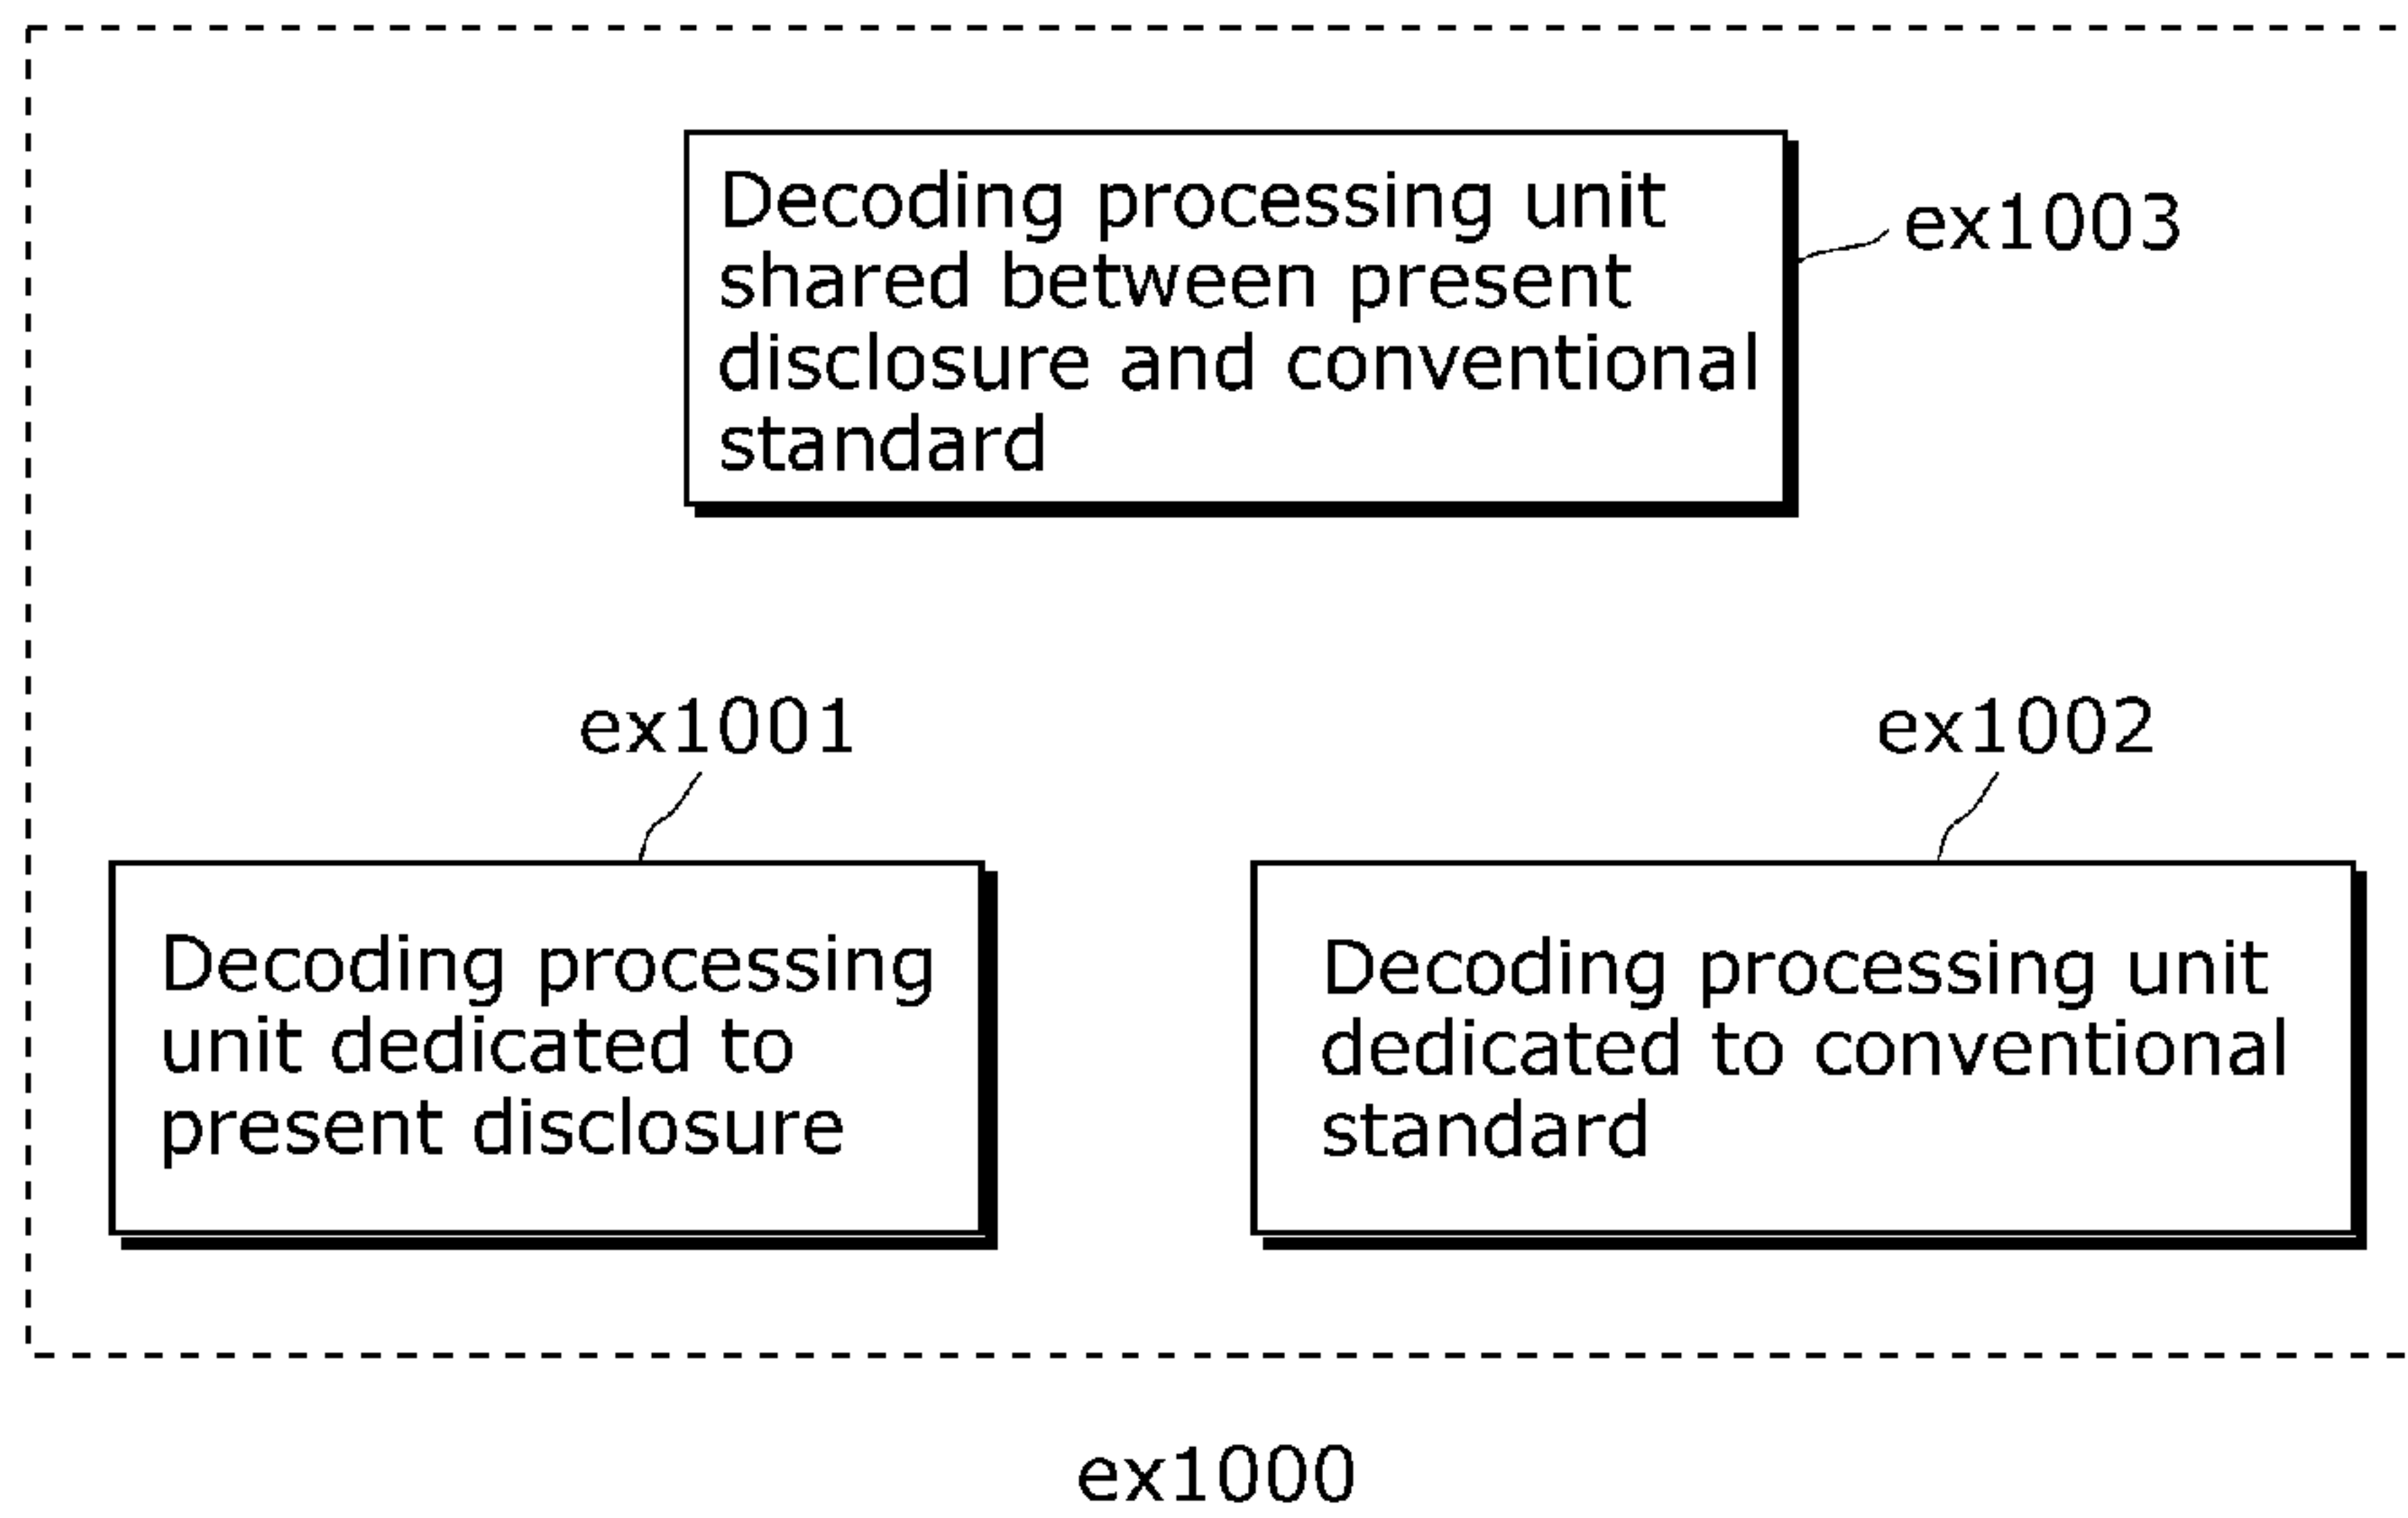 Decoding processing unit
shared between present
disclosure and conventional
standard
ex1003
ex1001
ex1002
Decoding processing
unit dedicated to
present disclosure
Decoding processing unit
dedicated to conventional
standard
ex1000